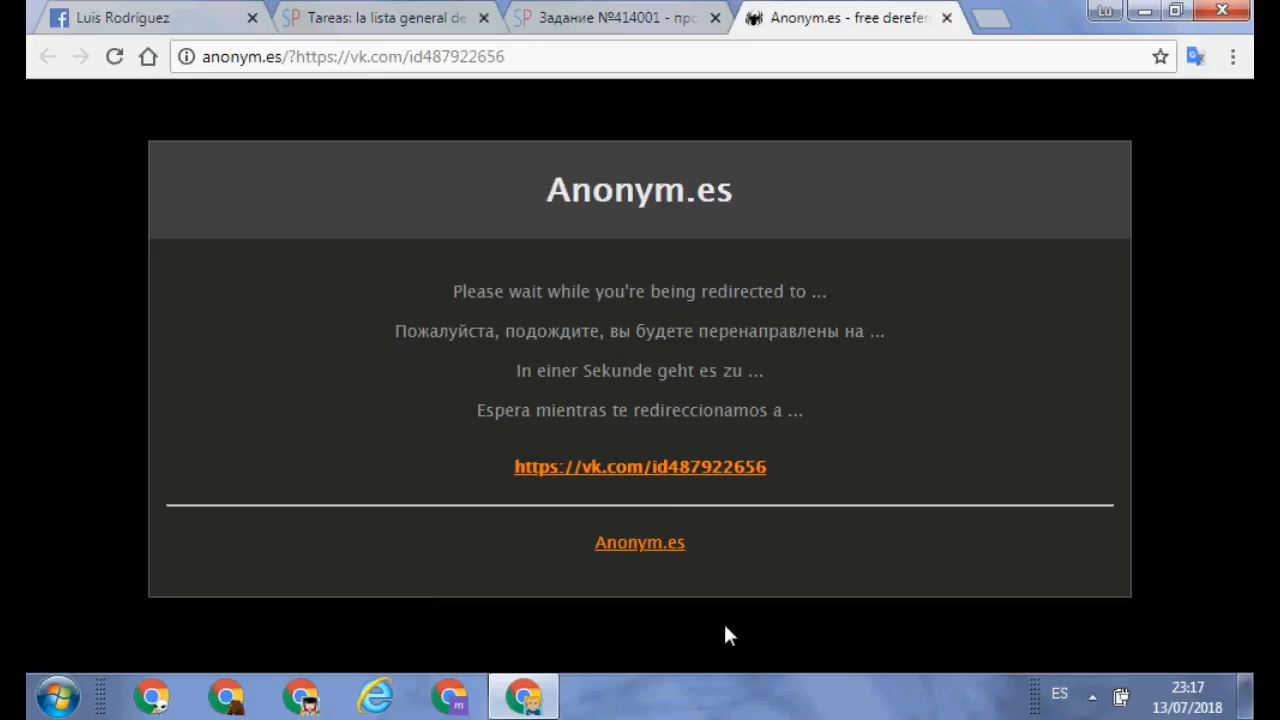 Luis Rodríguez
Tareas: la lista general de
Задание №414001 - про
Anonym.es - free derefer
Lu
anonym.es/?https://vk.com/id487922656
Anonym.es
Please wait while you're being redirected to ...
Пожалуйста, подождите, вы будете перенаправлены на ...
In einer Sekunde geht es zu ...
Espera mientras te redireccionamos a ...
https://vk.com/id487922656
Anonym.es
ES
23:17
13/07/2018